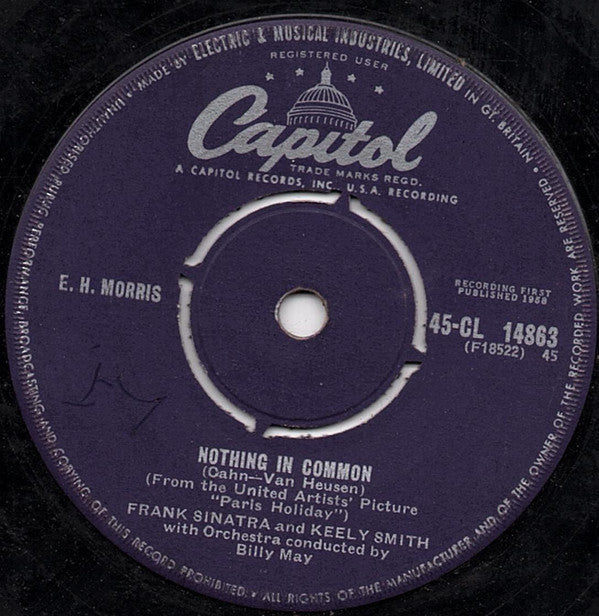 MADE BY ELECTRIC & MUSICAL INDUSTRIES, LIMITED IN GT. BRITAIN • ALL RIGHTS OF THE MANUFACTURER AND OF THE OWNER OF THE RECORDED WORK ARE RESERVED • UNAUTHORISED PUBLIC PERFORMANCE, BROADCASTING AND COPYING OF THIS RECORD PROHIBITED •
REGISTERED USER
Capitol
TRADE MARKS REGD.
A CAPITOL RECORDS, INC., U.S.A. RECORDING
E. H. MORRIS
RECORDING FIRST
PUBLISHED 1958
45-CL 14863
(F18522) 45
NOTHING IN COMMON
(Cahn—Van Heusen)
(From the United Artists' Picture
"Paris Holiday")
FRANK SINATRA and KEELY SMITH
with Orchestra conducted by
Billy May